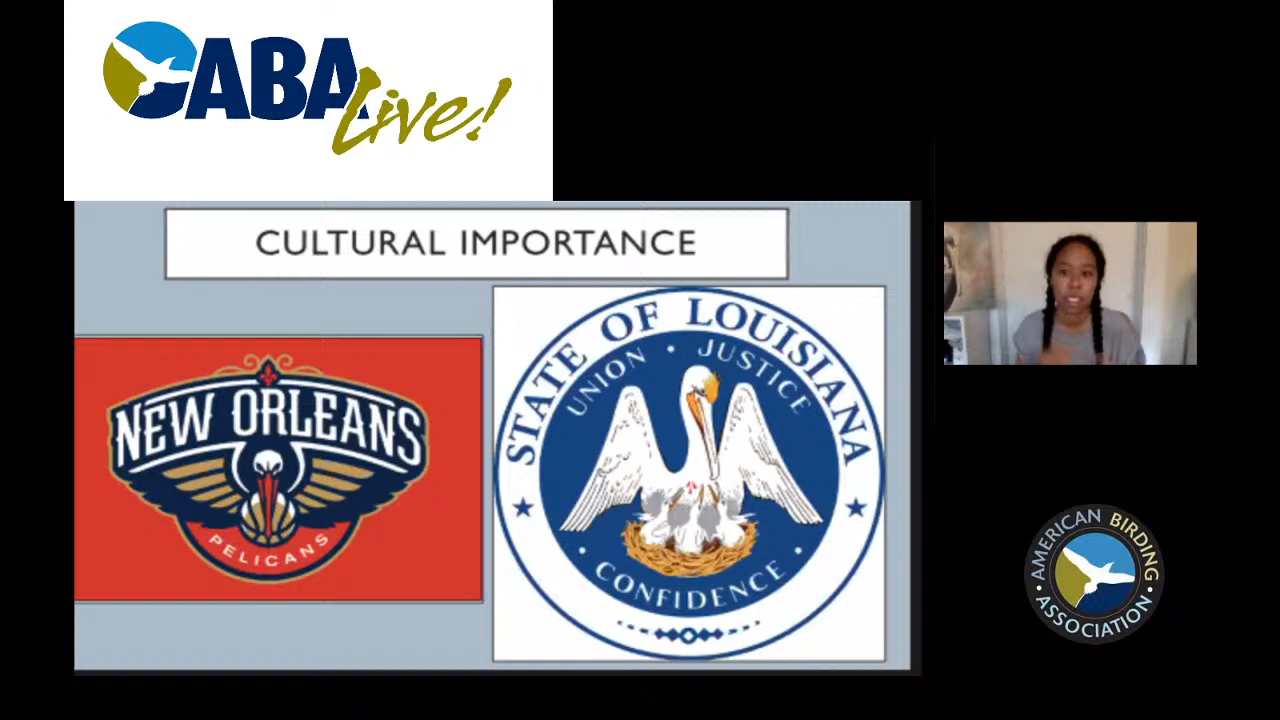 ABA
Live!
CULTURAL IMPORTANCE
NEW ORLEANS
PELICANS
STATE OF LOUISIANA
UNION · JUSTICE
· CONFIDENCE ·
AMERICAN BIRDING
· ASSOCIATION ·